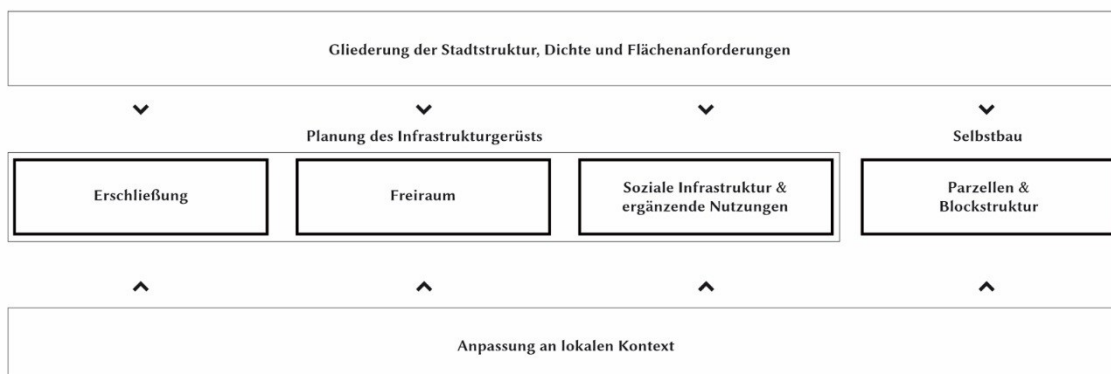 Gliederung der Stadtstruktur, Dichte und Flächenanforderungen
Planung des Infrastrukturgerüsts
Selbstbau
Erschließung
Freiraum
Soziale Infrastruktur &
ergänzende Nutzungen
Parzellen &
Blockstruktur
Anpassung an lokalen Kontext